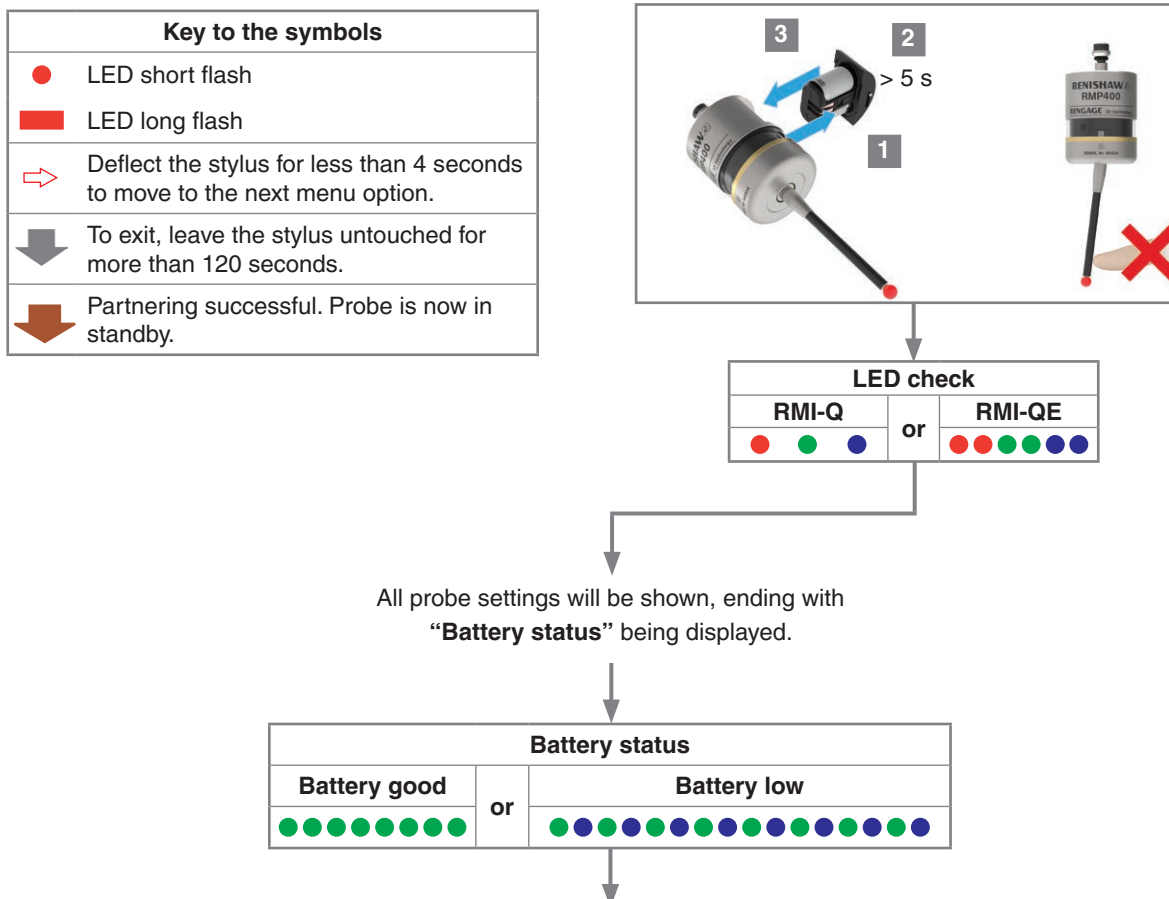 Key to the symbols
LED short flash
LED long flash
Deflect the stylus for less than 4 seconds
to move to the next menu option.
To exit, leave the stylus untouched for
more than 120 seconds.
Partnering successful. Probe is now in
standby.
3
2
> 5 s
1
RENISHAW
RMP400
RENGAGE
LED check
RMI-Q
or
RMI-QE
All probe settings will be shown, ending with
“Battery status” being displayed.
Battery status
Battery good
or
Battery low